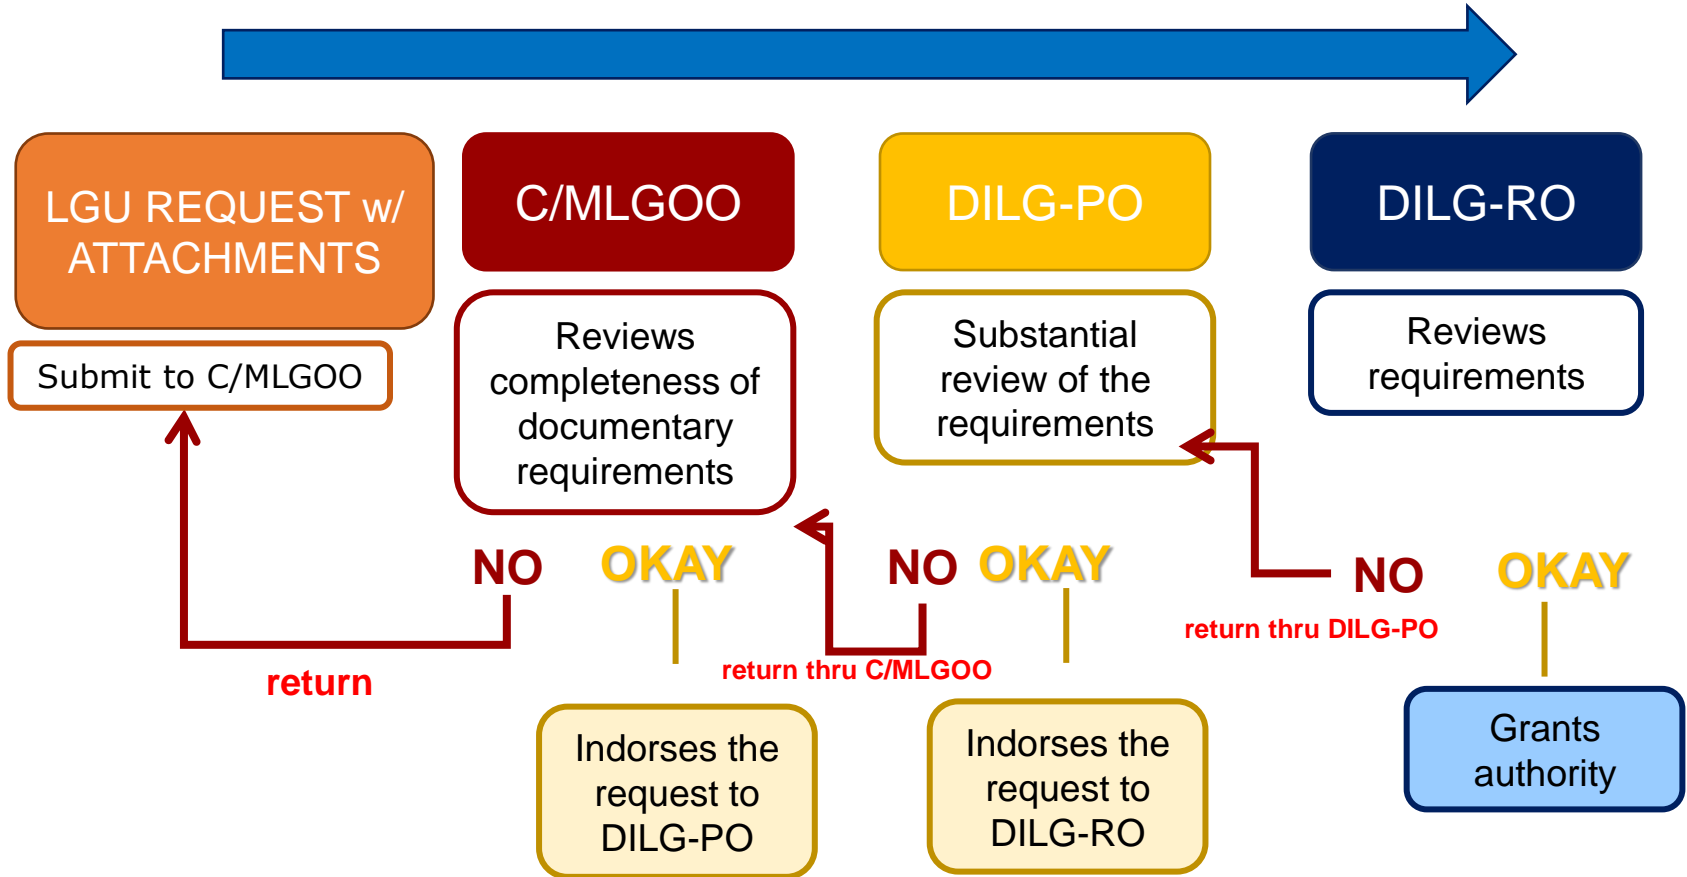 LGU REQUEST w/
ATTACHMENTS
Submit to C/MLGOO
C/MLGOO
Reviews
completeness of
documentary
requirements
NO
OKAY
return
Indorses the
request to
DILG-PO
DILG-PO
Substantial
review of the
requirements
NO
OKAY
return thru C/MLGOO
Indorses the
request to
DILG-RO
DILG-RO
Reviews
requirements
NO
OKAY
return thru DILG-PO
Grants
authority